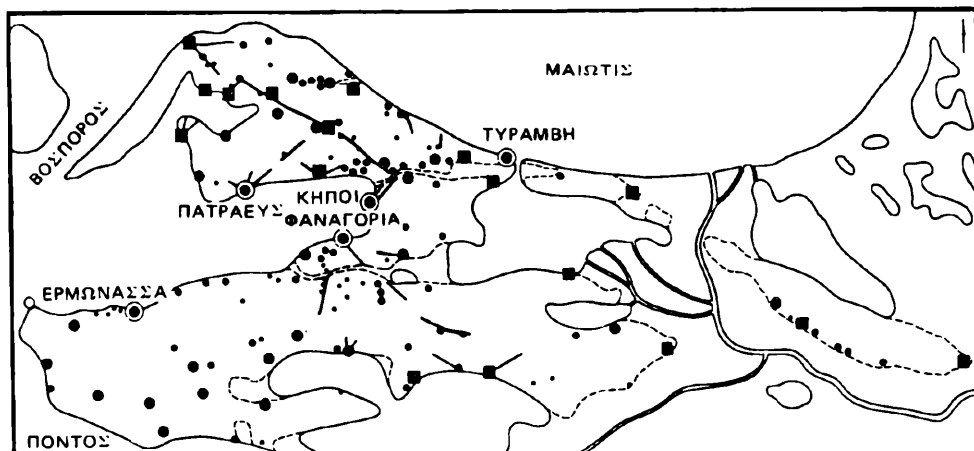 ΜΑΙΩΤΙΣ
ΒΟΣΠΟΡΟΣ
ΤΥΡΑΜΒΗ
ΠΑΤΡΑΕΥΣ
ΚΗΠΟΙ
ΦΑΝΑΓΟΡΙΑ
ΕΡΜΩΝΑΣΣΑ
ΠΟΝΤΟΣ